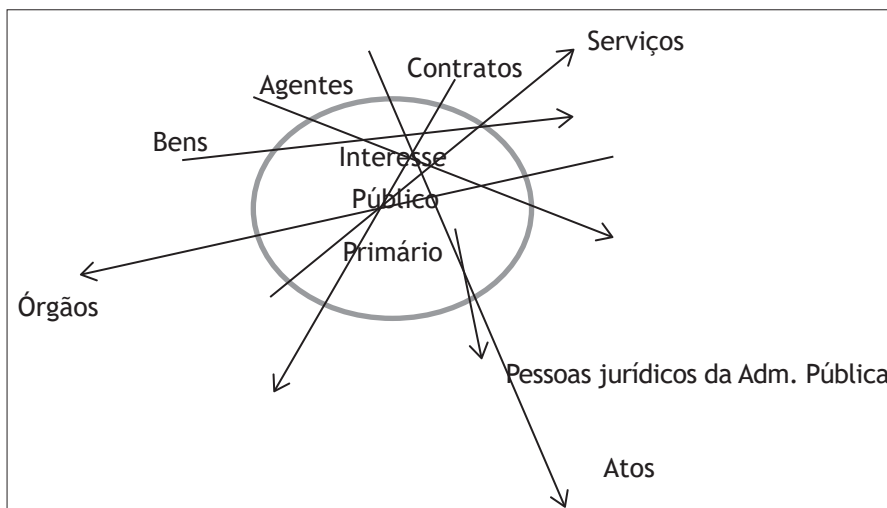 Serviços
Contratos
Agentes
Bens
Interesse
Público
Primário
Órgãos
Pessoas jurídicos da Adm. Pública
Atos